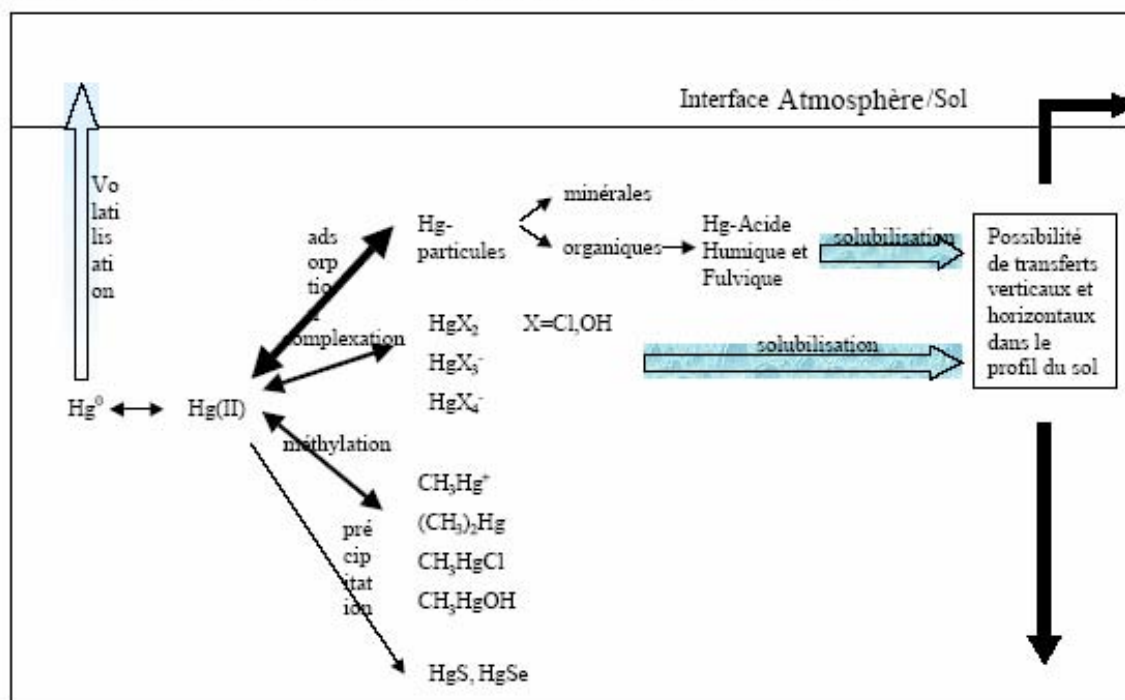 Interface Atmosphère/Sol
Vo
lati
lis
ati
on
ads
orp
tio
n
Hg-
particules
minérales
organiques
Hg-Acide
Humique et
Fulvique
solubilisation
Possibilité
de transferts
verticaux et
horizontaux
dans le
profil du sol
complexation
HgX₂ X=Cl,OH
HgX₃⁻
HgX₄⁻
solubilisation
Hg⁰
Hg(II)
méthylation
CH₃Hg⁺
(CH₃)₂Hg
CH₃HgCl
CH₃HgOH
pré
cip
itat
ion
HgS, HgSe